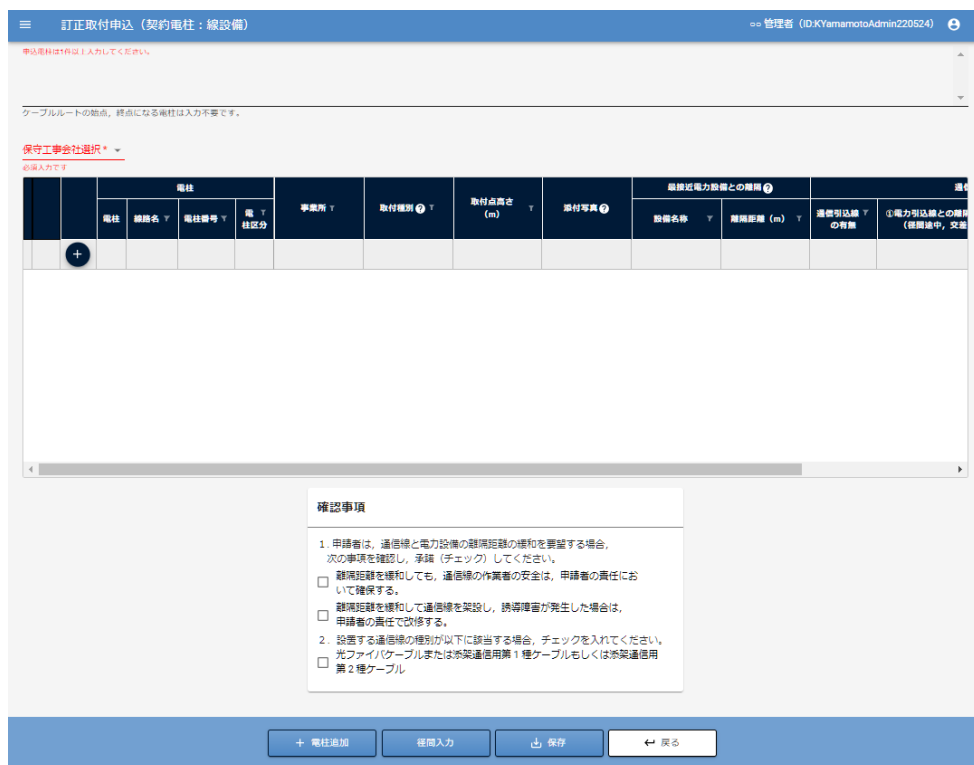 訂正取付申込（契約電柱：線設備）
∞ 管理者（ID:KYamamotoAdmin220524）
申込電柱は1件以上入力してください。
ケーブルルートの始点，終点になる電柱は入力不要です。
保守工事会社選択 *
必須入力です
電柱
最接近電力設備との離隔
電柱
線路名
電柱番号
電柱区分
事業所
取付種別
取付点高さ（m）
添付写真
設備名称
離隔距離（m）
通信引込線の有無
①電力引込線との離隔
（径間途中，交差
確認事項
１. 申請者は，通信線と電力設備の離隔距離の緩和を要望する場合，
次の事項を確認し，承諾（チェック）してください。
離隔距離を緩和しても，通信線の作業者の安全は，申請者の責任にお
いて確保する。
離隔距離を緩和して通信線を架設し，誘導障害が発生した場合は，
申請者の責任で改修する。
２. 設置する通信線の種別が以下に該当する場合，チェックを入れてください。
光ファイバケーブルまたは添架通信用第１種ケーブルもしくは添架通信用
第２種ケーブル
＋ 電柱追加
径間入力
保存
戻る